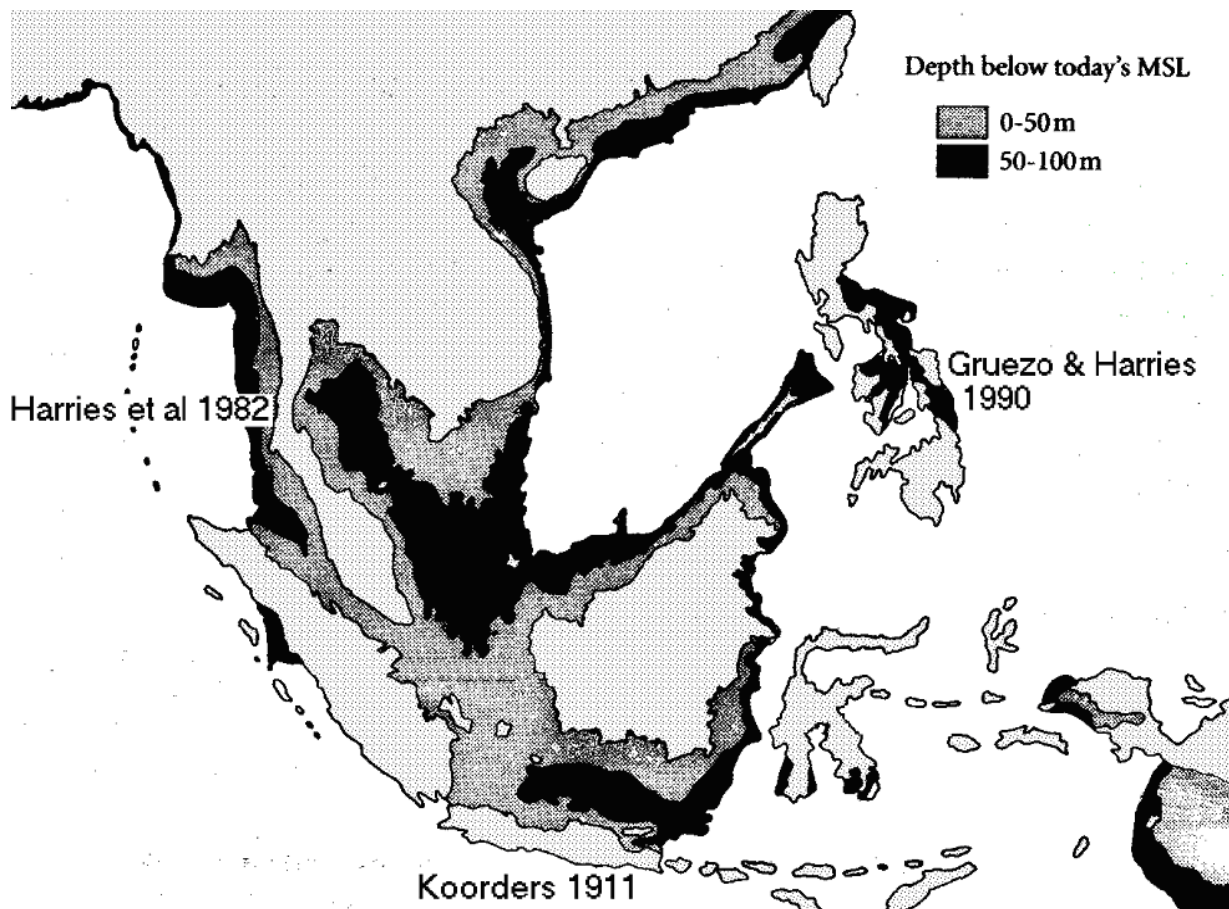 Depth below today's MSL
0-50m
50-100m
Gruezo & Harries
1990
Harries et al 1982
Koorders 1911